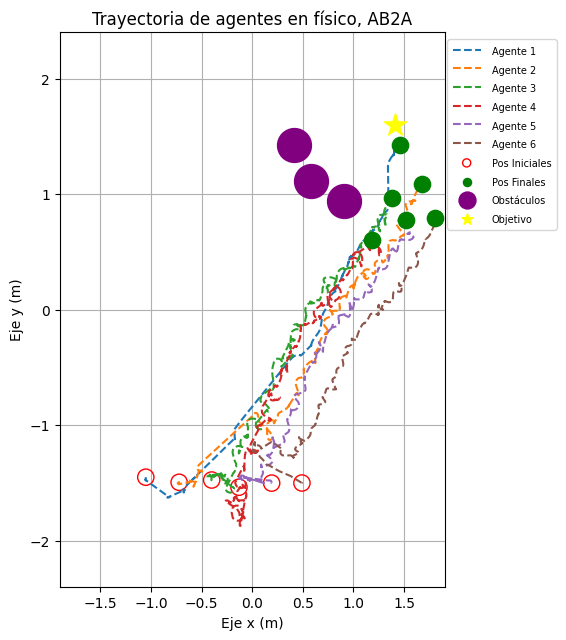 Trayectoria de agentes en físico, AB2A
Eje y (m)
2
1
0
−1
−2
−1.5
−1.0
−0.5
0.0
0.5
1.0
1.5
Eje x (m)
Agente 1
Agente 2
Agente 3
Agente 4
Agente 5
Agente 6
Pos Iniciales
Pos Finales
Obstáculos
Objetivo